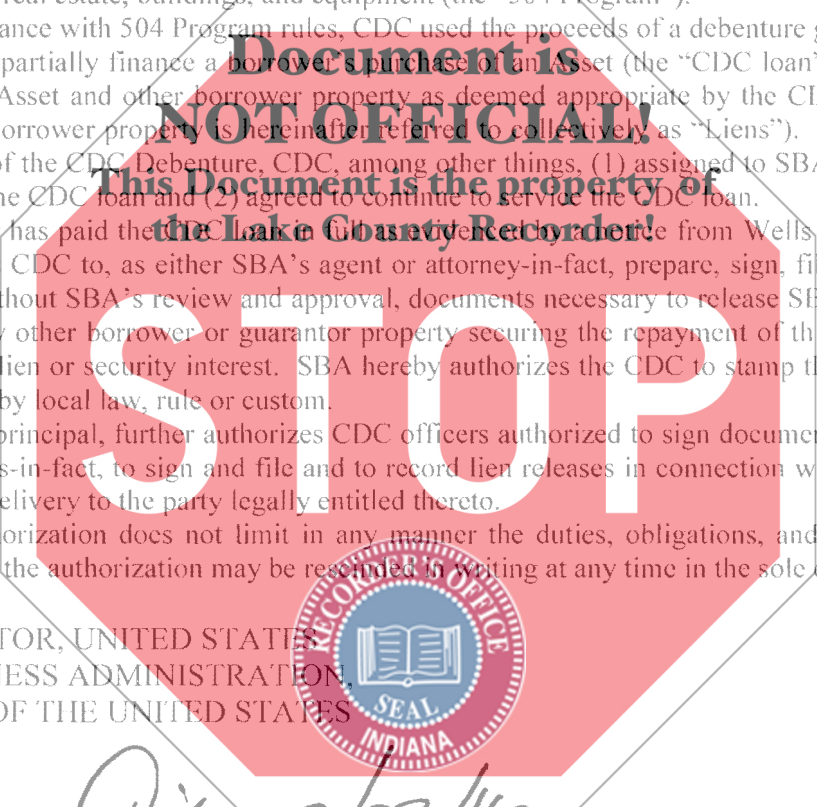 real estate, buildings, and equipment (the "504 Program").
ance with 504 Program rules, CDC used the proceeds of a debenture g
Document is
partially finance a borrower's purchase of an Asset (the "CDC loan"
Asset and other borrower property as deemed appropriate by the CD
NOT OFFICIAL!
orrower property is hereinafter referred to collectively as "Liens").
of the CDC Debenture, CDC, among other things, (1) assigned to SBA
This Document is the property of
he CDC loan and (2) agreed to continue to service the CDC loan.
the Lake County Recorder!
has paid the CDC loan in full as evidenced by a notice from Wells
CDC to, as either SBA's agent or attorney-in-fact, prepare, sign, fil
thout SBA's review and approval, documents necessary to release SB
y other borrower or guarantor property securing the repayment of th
lien or security interest. SBA hereby authorizes the CDC to stamp th
STOP
by local law, rule or custom.
principal, further authorizes CDC officers authorized to sign documen
s-in-fact, to sign and file and to record lien releases in connection w
elivery to the party legally entitled thereto.
orization does not limit in any manner the duties, obligations, and
the authorization may be rescinded in writing at any time in the sole
RECORDER'S OFFICE
SEAL
INDIANA
TOR, UNITED STATES
NESS ADMINISTRATION,
OF THE UNITED STATES